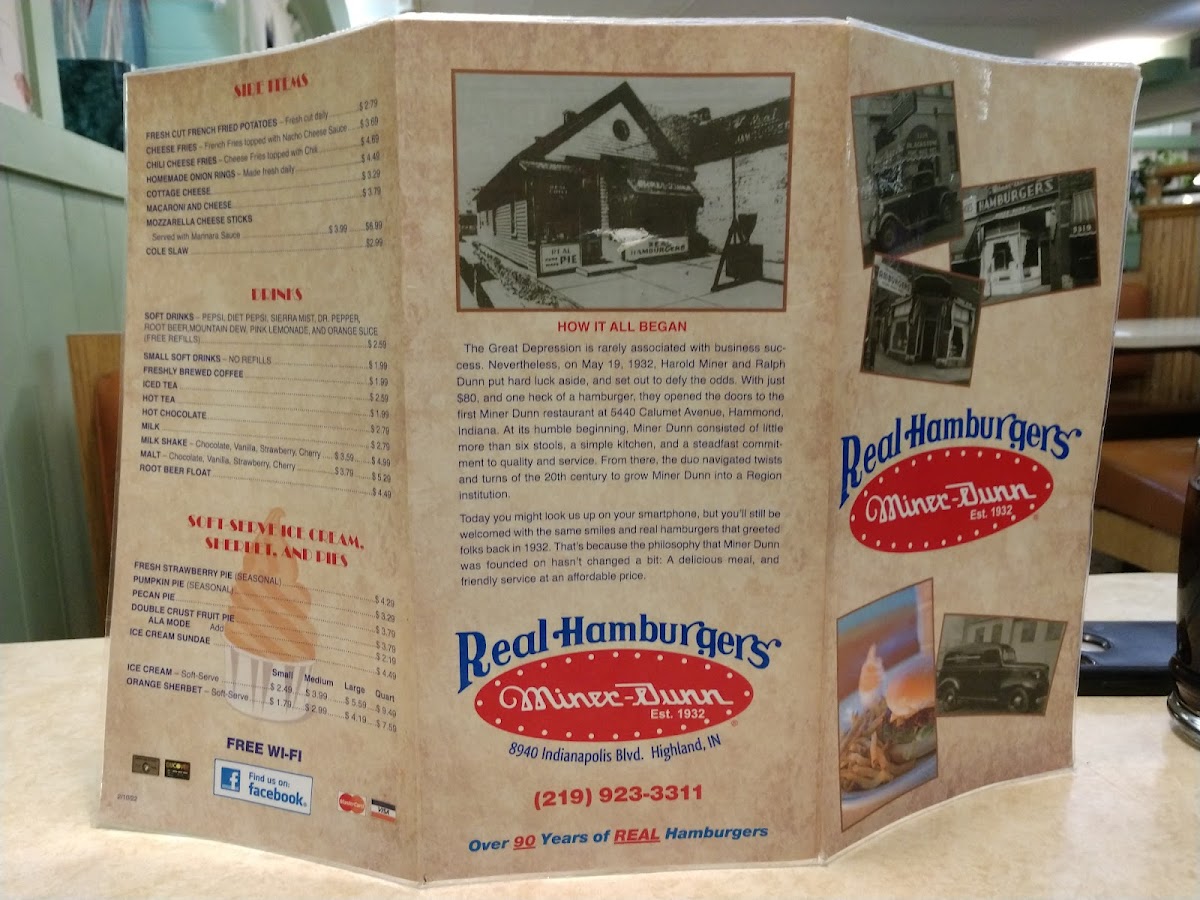 SIDE ITEMS
FRESH CUT FRENCH FRIED POTATOES – Fresh cut daily $ 2.79
CHEESE FRIES – French Fries topped with Nacho Cheese Sauce $ 3.69
CHILI CHEESE FRIES – Cheese Fries topped with Chili $ 4.69
HOMEMADE ONION RINGS – Made fresh daily $ 4.49
COTTAGE CHEESE $ 3.29
MACARONI AND CHEESE $ 3.79
MOZZARELLA CHEESE STICKS
Served with Marinara Sauce $ 3.99 $6.99
COLE SLAW $2.99
DRINKS
SOFT DRINKS – PEPSI, DIET PEPSI, SIERRA MIST, DR. PEPPER,
ROOT BEER,MOUNTAIN DEW, PINK LEMONADE, AND ORANGE SLICE
(FREE REFILLS) $ 2.59
SMALL SOFT DRINKS – NO REFILLS $ 1.99
FRESHLY BREWED COFFEE $ 1.99
ICED TEA $ 2.59
HOT TEA $ 1.99
HOT CHOCOLATE $ 2.79
MILK $ 2.79
MILK SHAKE – Chocolate, Vanilla, Strawberry, Cherry $ 3.59 $ 4.99
MALT – Chocolate, Vanilla, Strawberry, Cherry $ 3.79 $ 5.29
ROOT BEER FLOAT $ 4.49
SOFT-SERVE ICE CREAM,
SHERBET, AND PIES
FRESH STRAWBERRY PIE (SEASONAL) $ 4.29
PUMPKIN PIE (SEASONAL) $ 3.29
PECAN PIE $ 3.79
DOUBLE CRUST FRUIT PIE $ 3.79
ALA MODE Add $ 2.19
ICE CREAM SUNDAE $ 4.49
Small Medium Large Quart
ICE CREAM – Soft-Serve $ 2.49 $ 3.99 $ 5.59 $ 9.49
ORANGE SHERBET – Soft-Serve $ 1.79 $ 2.99 $ 4.19 $ 7.59
FREE WI-FI
DISCOVER
Find us on:
facebook
MasterCard
VISA
REAL
PIE
REAL
HAMBURGERS
HOW IT ALL BEGAN
The Great Depression is rarely associated with business suc-
cess. Nevertheless, on May 19, 1932, Harold Miner and Ralph
Dunn put hard luck aside, and set out to defy the odds. With just
$80, and one heck of a hamburger, they opened the doors to the
first Miner Dunn restaurant at 5440 Calumet Avenue, Hammond,
Indiana. At its humble beginning, Miner Dunn consisted of little
more than six stools, a simple kitchen, and a steadfast commit-
ment to quality and service. From there, the duo navigated twists
and turns of the 20th century to grow Miner Dunn into a Region
institution.
Today you might look us up on your smartphone, but you'll still be
welcomed with the same smiles and real hamburgers that greeted
folks back in 1932. That's because the philosophy that Miner Dunn
was founded on hasn't changed a bit: A delicious meal, and
friendly service at an affordable price.
Real Hamburgers
Miner-Dunn
Est. 1932
®
8940 Indianapolis Blvd. Highland, IN
(219) 923-3311
Over 90 Years of REAL Hamburgers
HAMBURGERS
Real Hamburgers
Miner-Dunn
Est. 1932
®